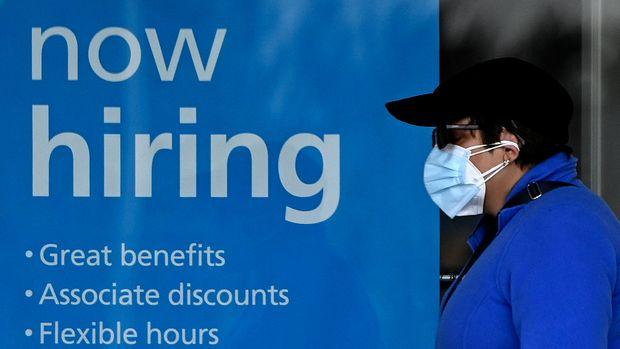 now
hiring
• Great benefits
• Associate discounts
• Flexible hours